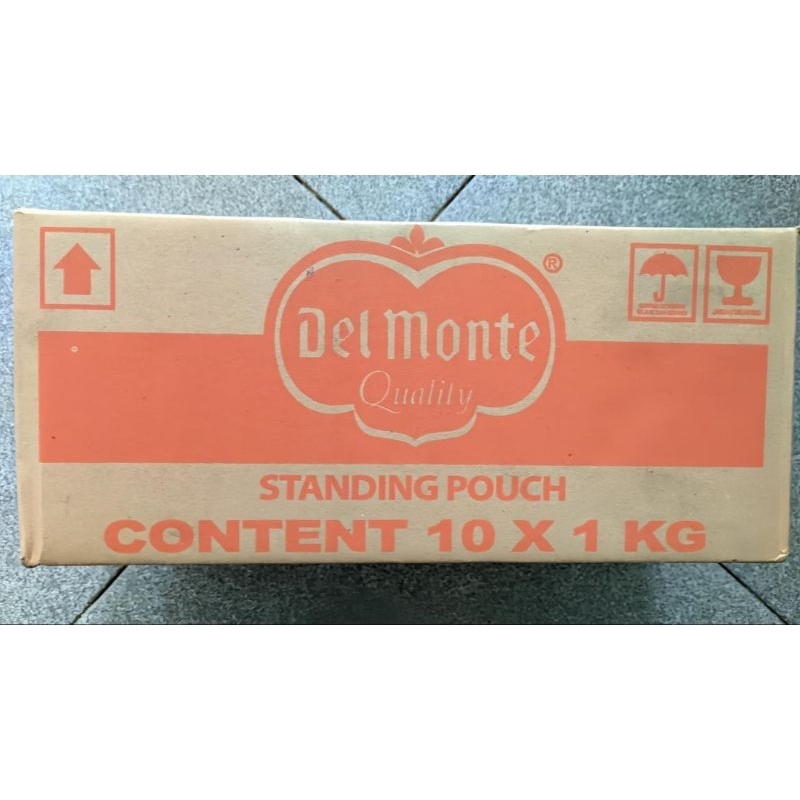 ®
Del Monte
Quality
STANDING POUCH
CONTENT 10 X 1 KG